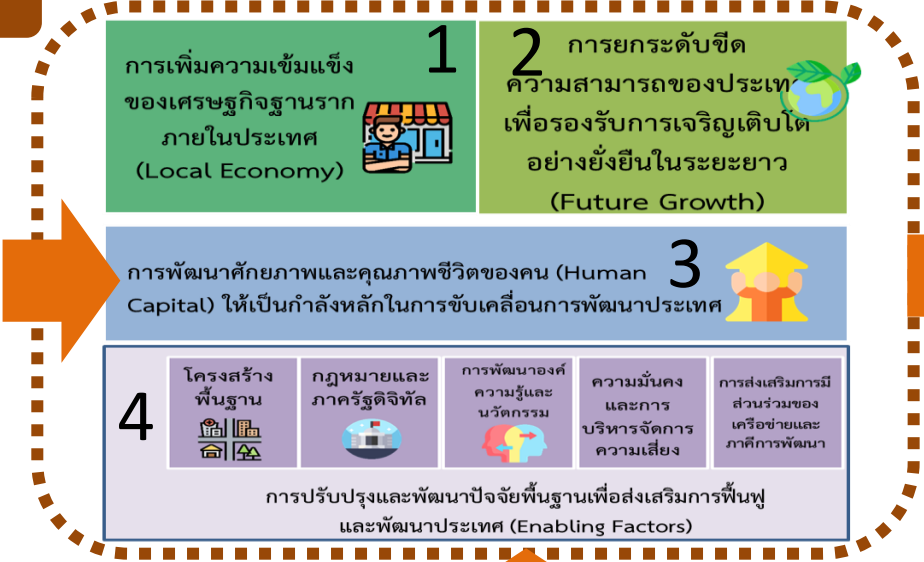 1
การเพิ่มความเข้มแข็ง
ของเศรษฐกิจฐานราก
ภายในประเทศ
(Local Economy)
2
การยกระดับขีด
ความสามารถของประเทศ
เพื่อรองรับการเจริญเติบโต
อย่างยั่งยืนในระยะยาว
(Future Growth)
3
การพัฒนาศักยภาพและคุณภาพชีวิตของคน (Human
Capital) ให้เป็นกำลังหลักในการขับเคลื่อนการพัฒนาประเทศ
4
โครงสร้าง
พื้นฐาน
กฎหมายและ
ภาครัฐดิจิทัล
การพัฒนาองค์
ความรู้และ
นวัตกรรม
ความมั่นคง
และการ
บริหารจัดการ
ความเสี่ยง
การส่งเสริมการมี
ส่วนร่วมของ
เครือข่ายและ
ภาคีการพัฒนา
การปรับปรุงและพัฒนาปัจจัยพื้นฐานเพื่อส่งเสริมการฟื้นฟู
และพัฒนาประเทศ (Enabling Factors)